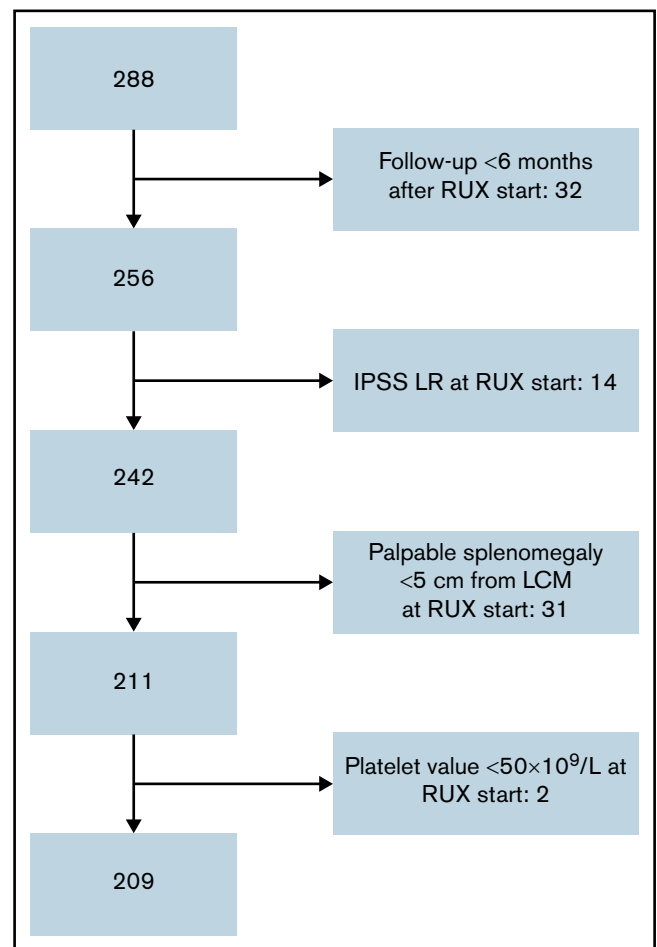 288
Follow-up <6 months
after RUX start: 32
256
IPSS LR at RUX start: 14
242
Palpable splenomegaly
<5 cm from LCM
at RUX start: 31
211
Platelet value <50×10⁹/L at
RUX start: 2
209